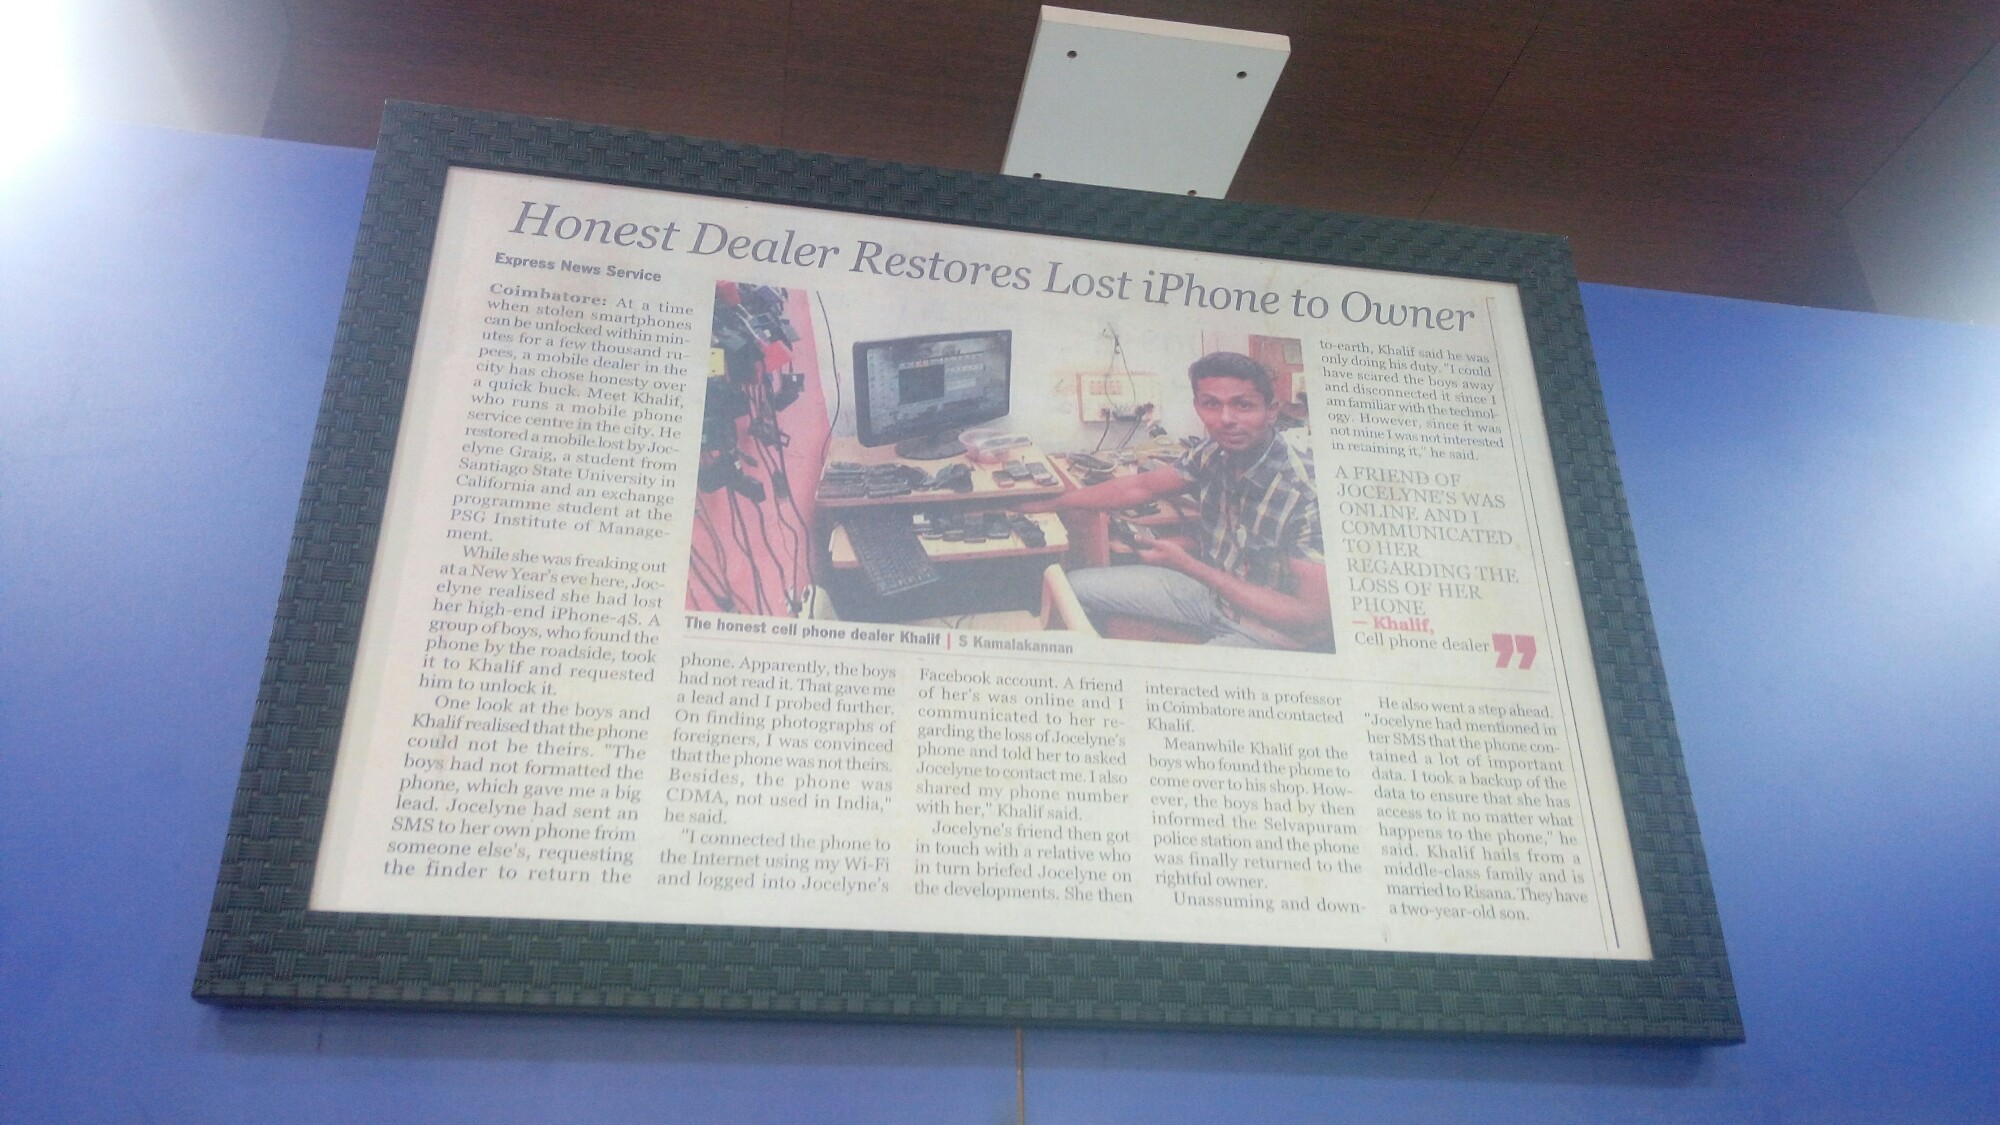 Honest Dealer Restores Lost iPhone to Owner
Express News Service
Coimbatore: At a time
when stolen smartphones
can be unlocked within min-
utes for a few thousand ru-
pees, a mobile dealer in the
city has chose honesty over
a quick buck. Meet Khalif,
who runs a mobile phone
service centre in the city. He
restored a mobile lost by Joc-
elyne Graig, a student from
Santiago State University in
California and an exchange
programme student at the
PSG Institute of Manage-
ment.
While she was freaking out
at a New Year's eve here, Joc-
elyne realised she had lost
her high-end iPhone-4S. A
group of boys, who found the
phone by the roadside, took
it to Khalif and requested
him to unlock it.
One look at the boys and
Khalif realised that the phone
could not be theirs. "The
boys had not formatted the
phone, which gave me a big
lead. Jocelyne had sent an
SMS to her own phone from
someone else's, requesting
the finder to return the
The honest cell phone dealer Khalif | S Kamalakannan
phone. Apparently, the boys
had not read it. That gave me
a lead and I probed further.
On finding photographs of
foreigners, I was convinced
that the phone was not theirs.
Besides, the phone was
CDMA, not used in India,"
he said.
"I connected the phone to
the Internet using my Wi-Fi
and logged into Jocelyne's
Facebook account. A friend
of her's was online and I
communicated to her re-
garding the loss of Jocelyne's
phone and told her to asked
Jocelyne to contact me. I also
shared my phone number
with her," Khalif said.
Jocelyne's friend then got
in touch with a relative who
in turn briefed Jocelyne on
the developments. She then
interacted with a professor
in Coimbatore and contacted
Khalif.
Meanwhile Khalif got the
boys who found the phone to
come over to his shop. How-
ever, the boys had by then
informed the Selvapuram
police station and the phone
was finally returned to the
rightful owner.
Unassuming and down-
to-earth, Khalif said he was
only doing his duty. "I could
have scared the boys away
and disconnected it since I
am familiar with the technol-
ogy. However, since it was
not mine I was not interested
in retaining it," he said.
A FRIEND OF
JOCELYNE'S WAS
ONLINE AND I
COMMUNICATED
TO HER
REGARDING THE
LOSS OF HER
PHONE
— Khalif,
Cell phone dealer ”
He also went a step ahead.
"Jocelyne had mentioned in
her SMS that the phone con-
tained a lot of important
data. I took a backup of the
data to ensure that she has
access to it no matter what
happens to the phone," he
said. Khalif hails from a
middle-class family and is
married to Risana. They have
a two-year-old son.